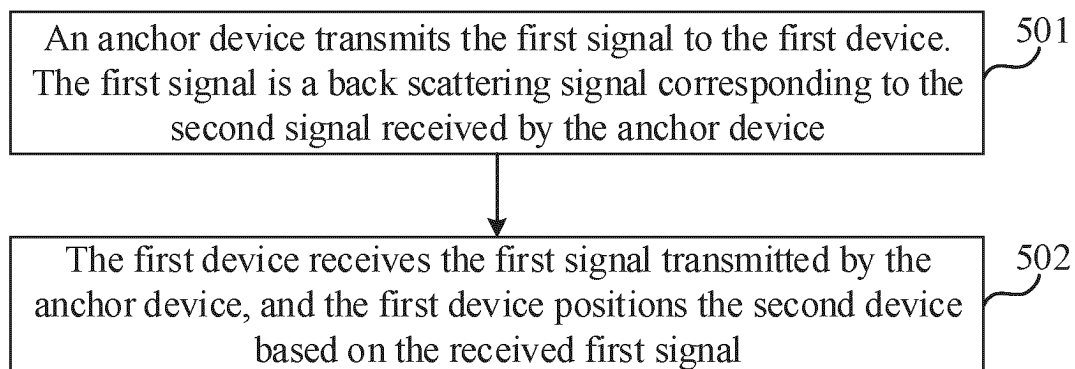 An anchor device transmits the first signal to the first device.
501
The first signal is a back scattering signal corresponding to the
second signal received by the anchor device
The first device receives the first signal transmitted by the
502
anchor device, and the first device positions the second device
based on the received first signal